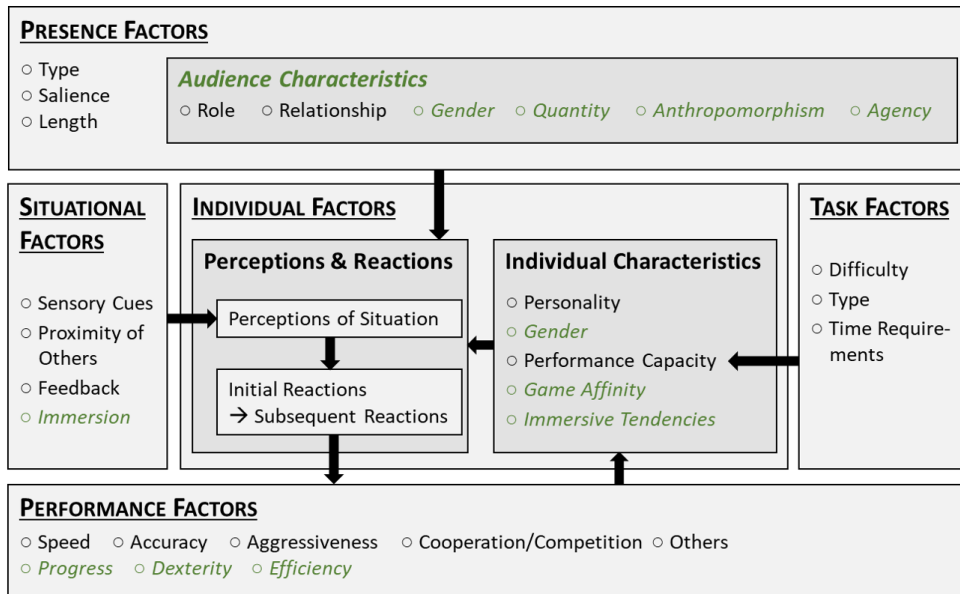 PRESENCE FACTORS
○ Type
○ Salience
○ Length
Audience Characteristics
○ Role ○ Relationship ○ Gender ○ Quantity ○ Anthropomorphism ○ Agency
SITUATIONAL
FACTORS
○ Sensory Cues
○ Proximity of
Others
○ Feedback
○ Immersion
INDIVIDUAL FACTORS
Perceptions & Reactions
Perceptions of Situation
Initial Reactions
→ Subsequent Reactions
Individual Characteristics
○ Personality
○ Gender
○ Performance Capacity
○ Game Affinity
○ Immersive Tendencies
TASK FACTORS
○ Difficulty
○ Type
○ Time Require-
ments
PERFORMANCE FACTORS
○ Speed ○ Accuracy ○ Aggressiveness ○ Cooperation/Competition ○ Others
○ Progress ○ Dexterity ○ Efficiency